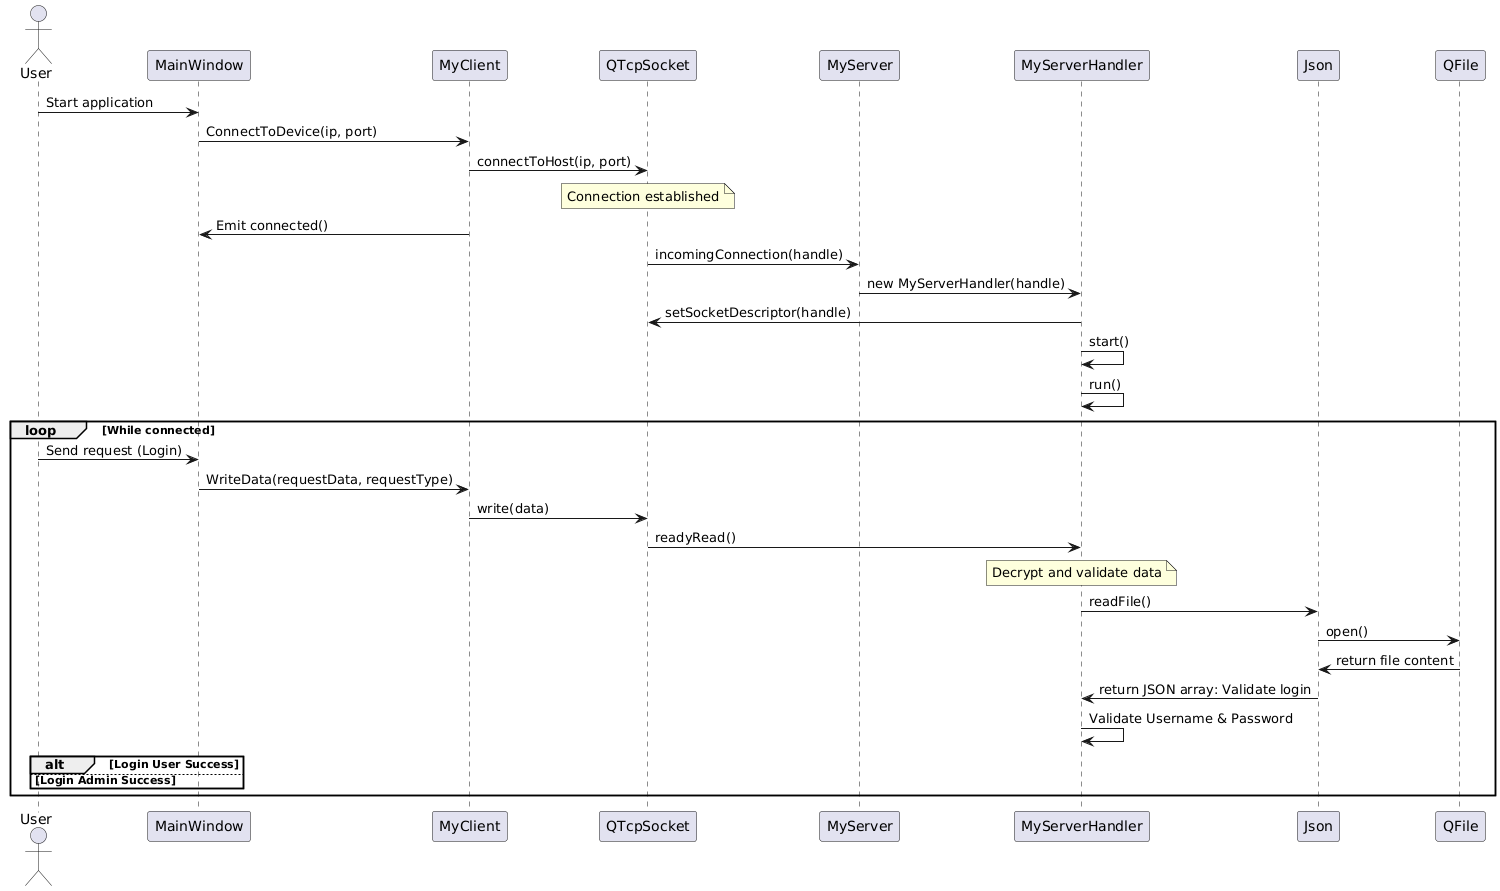 User
MainWindow
MyClient
QTcpSocket
MyServer
MyServerHandler
Json
QFile
Start application
ConnectToDevice(ip, port)
connectToHost(ip, port)
Connection established
Emit connected()
incomingConnection(handle)
new MyServerHandler(handle)
setSocketDescriptor(handle)
start()
run()
loop
[While connected]
Send request (Login)
WriteData(requestData, requestType)
write(data)
readyRead()
Decrypt and validate data
readFile()
open()
return file content
return JSON array: Validate login
Validate Username & Password
alt
[Login User Success]
[Login Admin Success]
User
MainWindow
MyClient
QTcpSocket
MyServer
MyServerHandler
Json
QFile